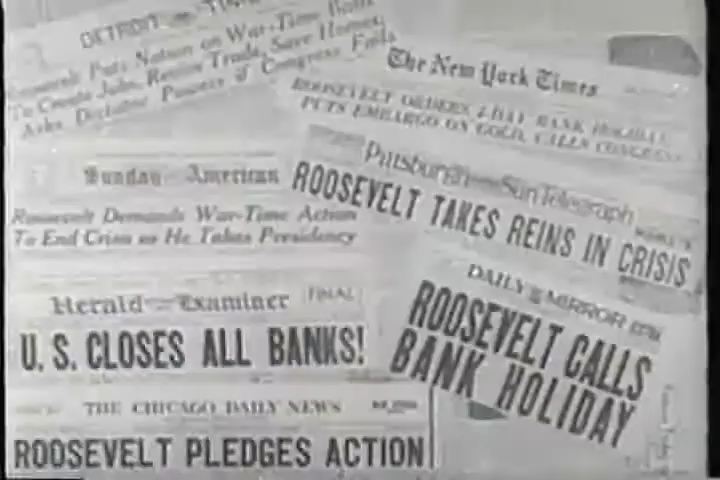 DETROIT TIMES
Roosevelt Puts Nation on War-Time Basis
To Create Jobs, Revive Trade, Save Homes;
Asks Dictator Powers if Congress Fails
The New York Times
ROOSEVELT ORDERS 4-DAY BANK HOLIDAY,
PUTS EMBARGO ON GOLD, CALLS CONGRESS
Sunday American
Roosevelt Demands War-Time Action
To End Crisis as He Takes Presidency
Pittsburgh Sun Telegraph
ROOSEVELT TAKES REINS IN CRISIS
Herald Examiner FINAL
U. S. CLOSES ALL BANKS!
DAILY MIRROR
ROOSEVELT CALLS
BANK HOLIDAY
THE CHICAGO DAILY NEWS
ROOSEVELT PLEDGES ACTION